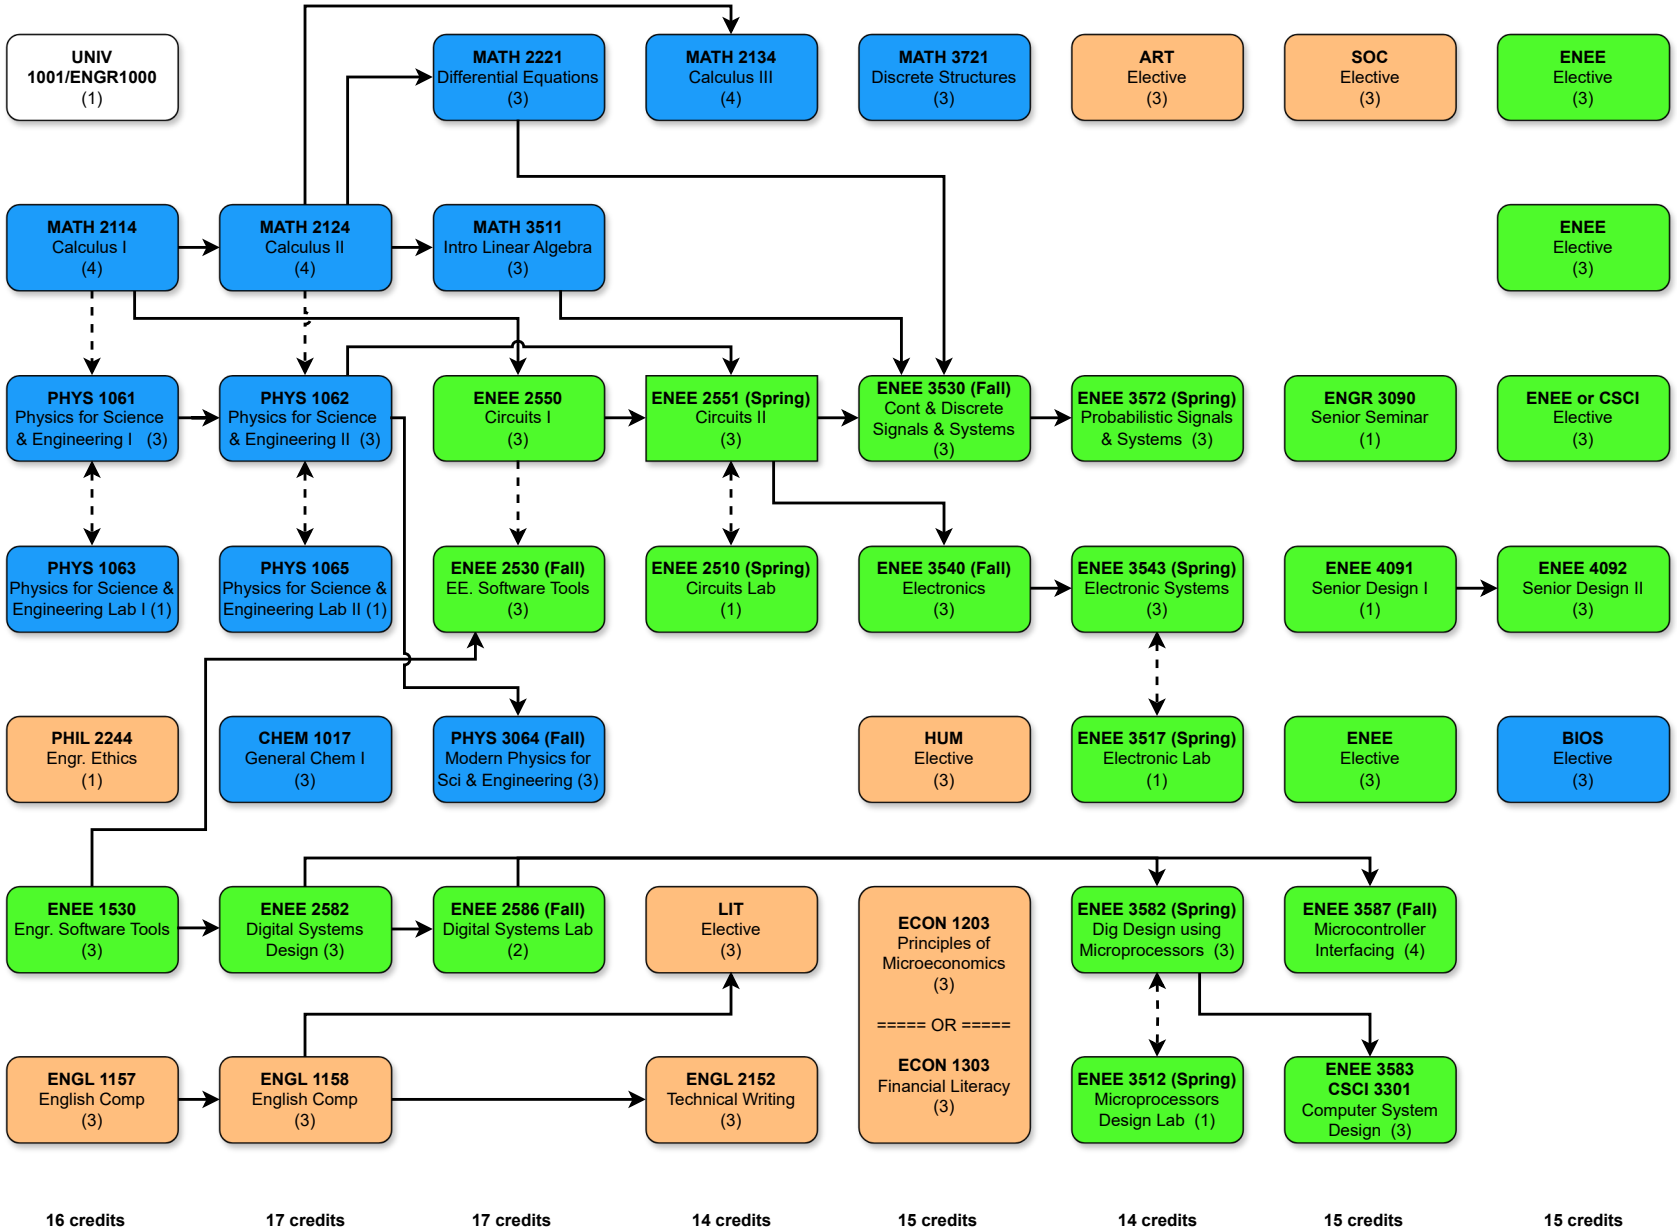 UNIV
1001/ENGR1000
(1)
MATH 2221
Differential Equations
(3)
MATH 2134
Calculus III
(4)
MATH 3721
Discrete Structures
(3)
ART
Elective
(3)
SOC
Elective
(3)
ENEE
Elective
(3)
MATH 2114
Calculus I
(4)
MATH 2124
Calculus II
(4)
MATH 3511
Intro Linear Algebra
(3)
ENEE
Elective
(3)
PHYS 1061
Physics for Science
& Engineering I (3)
PHYS 1062
Physics for Science
& Engineering II (3)
ENEE 2550
Circuits I
(3)
ENEE 2551 (Spring)
Circuits II
(3)
ENEE 3530 (Fall)
Cont & Discrete
Signals & Systems
(3)
ENEE 3572 (Spring)
Probabilistic Signals
& Systems (3)
ENGR 3090
Senior Seminar
(1)
ENEE or CSCI
Elective
(3)
PHYS 1063
Physics for Science &
Engineering Lab I (1)
PHYS 1065
Physics for Science &
Engineering Lab II (1)
ENEE 2530 (Fall)
EE. Software Tools
(3)
ENEE 2510 (Spring)
Circuits Lab
(1)
ENEE 3540 (Fall)
Electronics
(3)
ENEE 3543 (Spring)
Electronic Systems
(3)
ENEE 4091
Senior Design I
(1)
ENEE 4092
Senior Design II
(3)
PHIL 2244
Engr. Ethics
(1)
CHEM 1017
General Chem I
(3)
PHYS 3064 (Fall)
Modern Physics for
Sci & Engineering (3)
HUM
Elective
(3)
ENEE 3517 (Spring)
Electronic Lab
(1)
ENEE
Elective
(3)
BIOS
Elective
(3)
ENEE 1530
Engr. Software Tools
(3)
ENEE 2582
Digital Systems
Design (3)
ENEE 2586 (Fall)
Digital Systems Lab
(2)
LIT
Elective
(3)
ECON 1203
Principles of
Microeconomics
(3)
===== OR =====
ECON 1303
Financial Literacy
(3)
ENEE 3582 (Spring)
Dig Design using
Microprocessors (3)
ENEE 3587 (Fall)
Microcontroller
Interfacing (4)
ENGL 1157
English Comp
(3)
ENGL 1158
English Comp
(3)
ENGL 2152
Technical Writing
(3)
ENEE 3512 (Spring)
Microprocessors
Design Lab (1)
ENEE 3583
CSCI 3301
Computer System
Design (3)
16 credits
17 credits
17 credits
14 credits
15 credits
14 credits
15 credits
15 credits